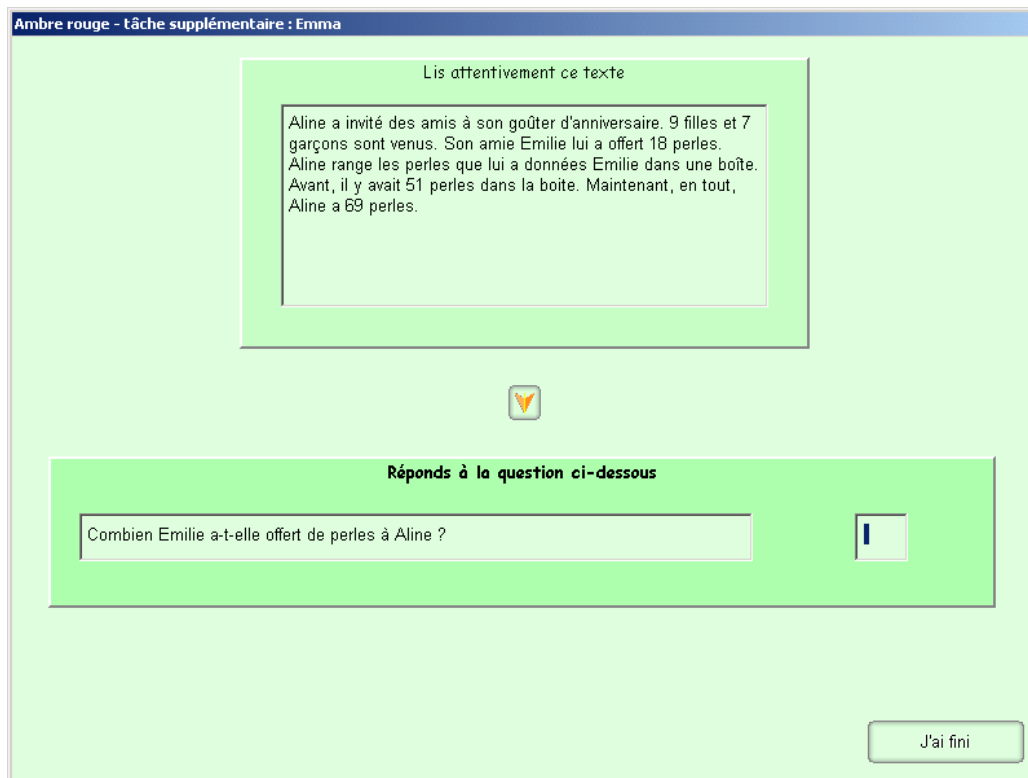 Ambre rouge - tâche supplémentaire : Emma
Lis attentivement ce texte
Aline a invité des amis à son goûter d'anniversaire. 9 filles et 7
garçons sont venus. Son amie Emilie lui a offert 18 perles.
Aline range les perles que lui a données Emilie dans une boîte.
Avant, il y avait 51 perles dans la boite. Maintenant, en tout,
Aline a 69 perles.
Réponds à la question ci-dessous
Combien Emilie a-t-elle offert de perles à Aline ?
J'ai fini